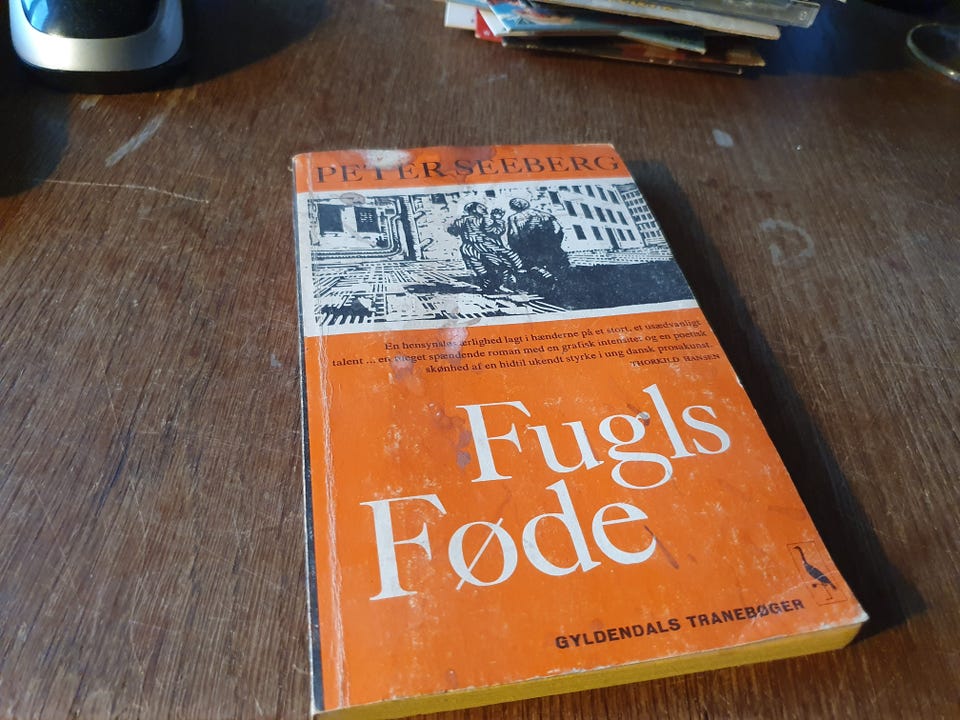 PETER SEEBERG
En hensynsløs ærlighed lagt i hænderne på et stort, et usædvanligt
talent ... en meget spændende roman med en grafisk intensitet og en poetisk
skønhed af en hidtil ukendt styrke i ung dansk prosakunst.
THORKILD HANSEN
Fugls
Føde
GYLDENDALS TRANEBØGER